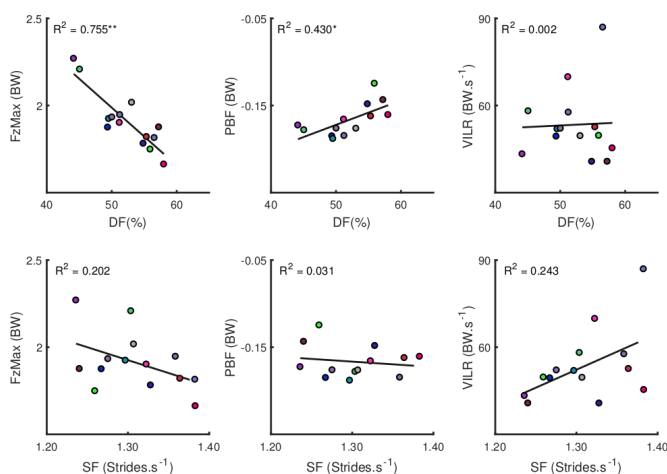 R² = 0.755**
2.5
2
FzMax (BW)
40
50
60
DF(%)
R² = 0.430*
-0.05
-0.15
PBF (BW)
40
50
60
DF(%)
R² = 0.002
90
60
VILR (BW.s⁻¹)
40
50
60
DF(%)
R² = 0.202
2.5
2
FzMax (BW)
1.20
1.30
1.40
SF (Strides.s⁻¹)
R² = 0.031
-0.05
-0.15
PBF (BW)
1.20
1.30
1.40
SF (Strides.s⁻¹)
R² = 0.243
90
60
VILR (BW.s⁻¹)
1.20
1.30
1.40
SF (Strides.s⁻¹)